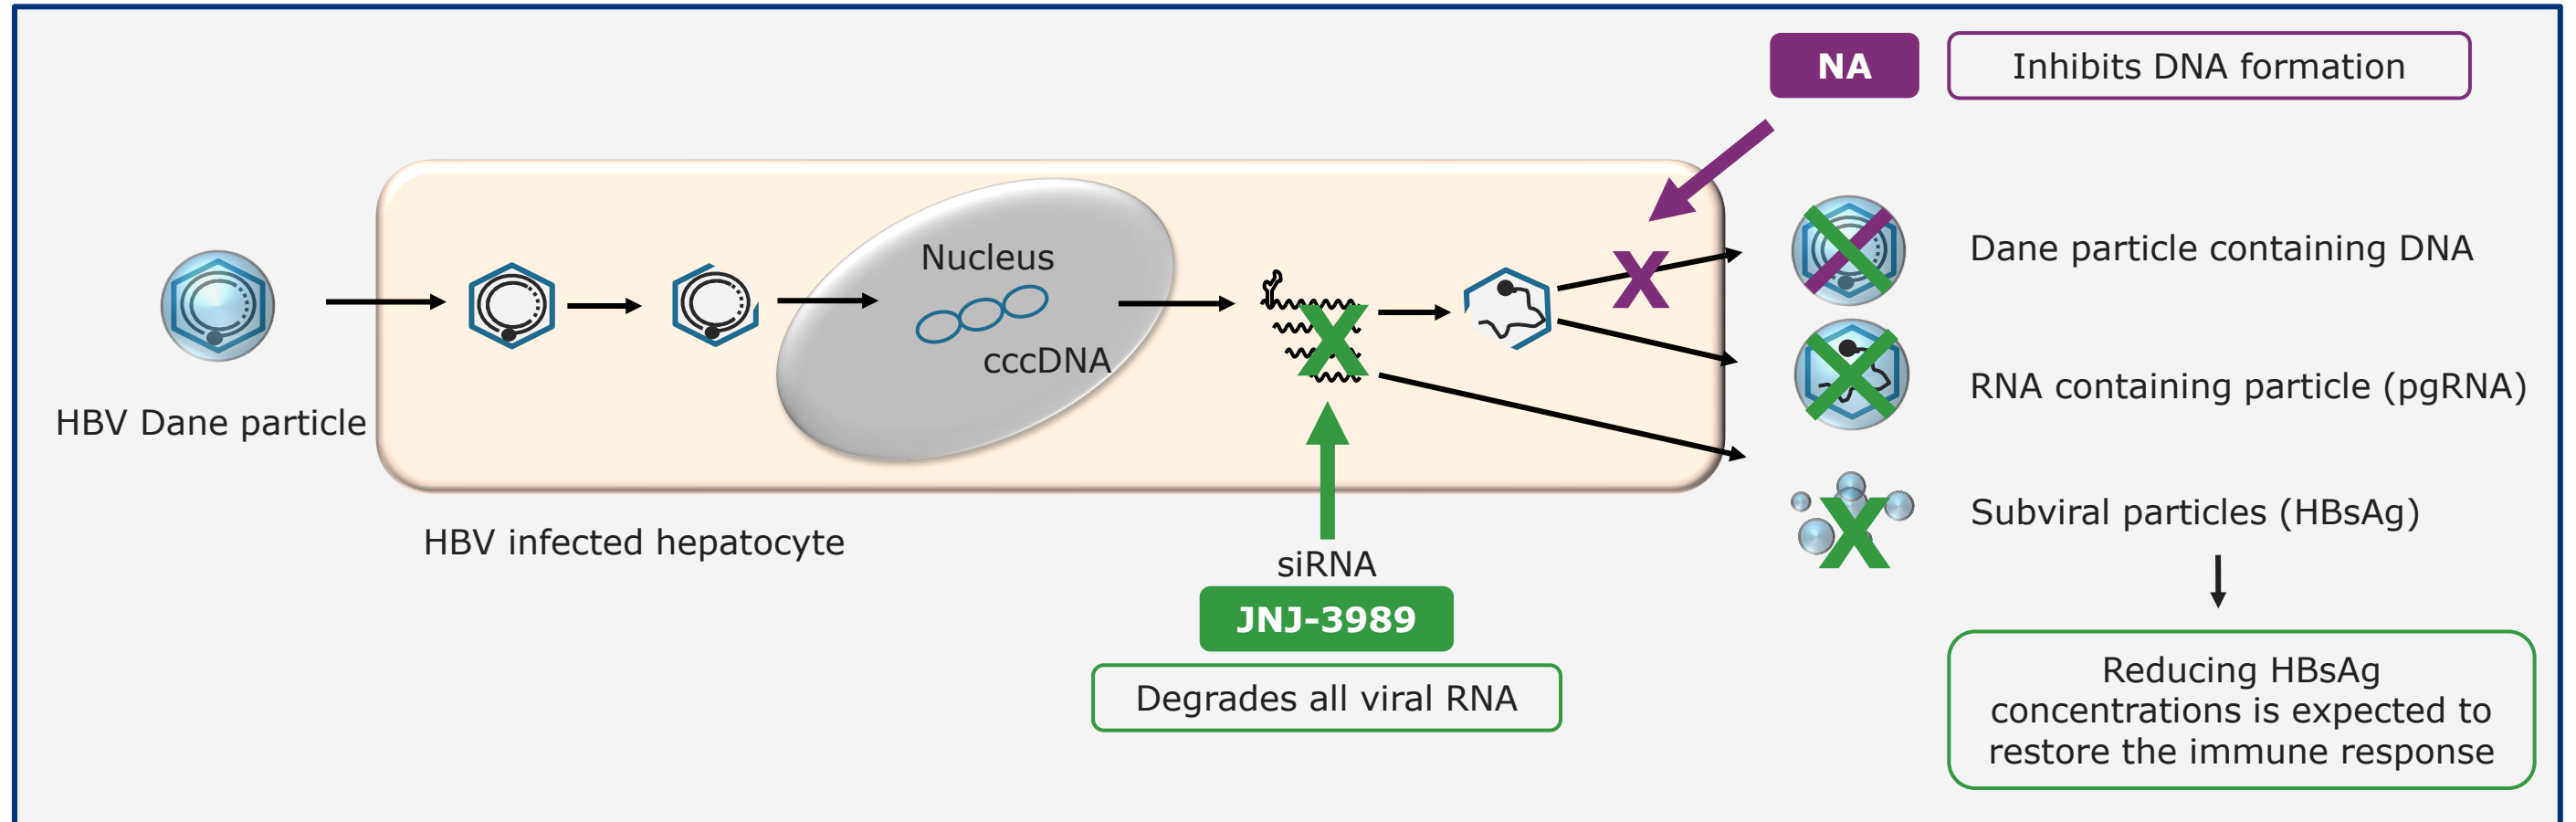 NA
Inhibits DNA formation
Nucleus
cccDNA
HBV Dane particle
HBV infected hepatocyte
Dane particle containing DNA
RNA containing particle (pgRNA)
Subviral particles (HBsAg)
siRNA
JNJ-3989
Degrades all viral RNA
Reducing HBsAg
concentrations is expected to
restore the immune response